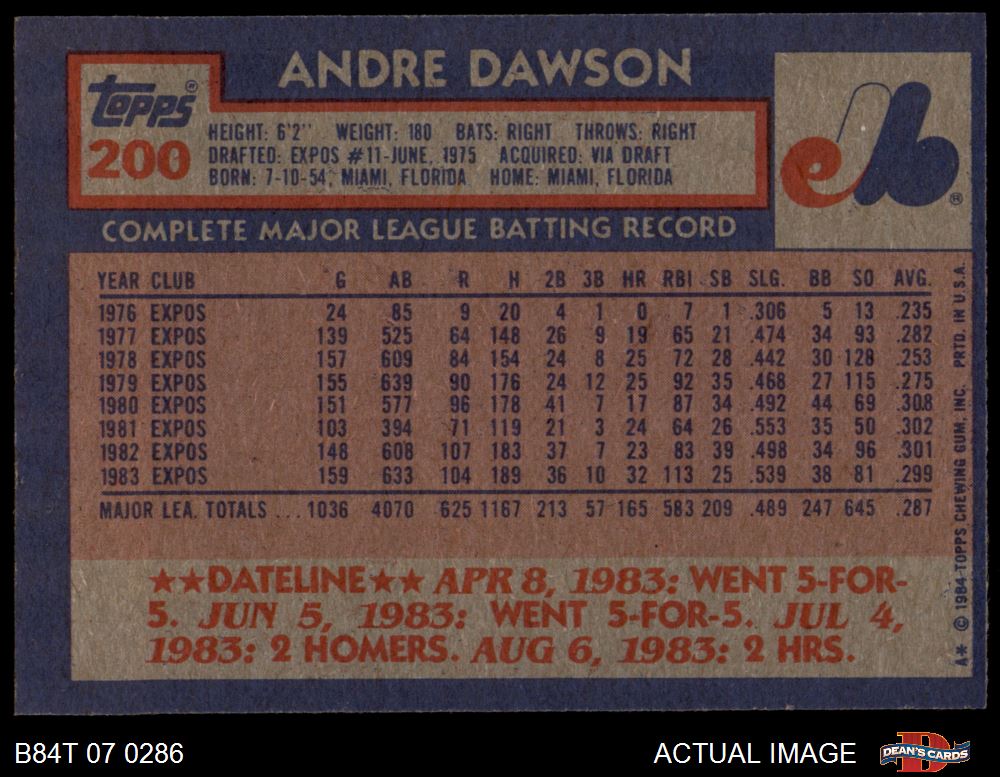 ANDRE DAWSON
Topps®
200
HEIGHT: 6'2" WEIGHT: 180 BATS: RIGHT THROWS: RIGHT
DRAFTED: EXPOS #11-JUNE, 1975 ACQUIRED: VIA DRAFT
BORN: 7-10-54, MIAMI, FLORIDA HOME: MIAMI, FLORIDA
eb®
COMPLETE MAJOR LEAGUE BATTING RECORD
YEAR CLUB G AB R H 2B 3B HR RBI SB SLG. BB SO AVG.
1976 EXPOS 24 85 9 20 4 1 0 7 1 .306 5 13 .235
1977 EXPOS 139 525 64 148 26 9 19 65 21 .474 34 93 .282
1978 EXPOS 157 609 84 154 24 8 25 72 28 .442 30 128 .253
1979 EXPOS 155 639 90 176 24 12 25 92 35 .468 27 115 .275
1980 EXPOS 151 577 96 178 41 7 17 87 34 .492 44 69 .308
1981 EXPOS 103 394 71 119 21 3 24 64 26 .553 35 50 .302
1982 EXPOS 148 608 107 183 37 7 23 83 39 .498 34 96 .301
1983 EXPOS 159 633 104 189 36 10 32 113 25 .539 38 81 .299
MAJOR LEA. TOTALS ... 1036 4070 625 1167 213 57 165 583 209 .489 247 645 .287
★★DATELINE★★ APR 8, 1983: WENT 5-FOR-
5. JUN 5, 1983: WENT 5-FOR-5. JUL 4,
1983: 2 HOMERS. AUG 6, 1983: 2 HRS.
A* © 1984 TOPPS CHEWING GUM, INC. PRTD. IN U.S.A.
B84T 07 0286
ACTUAL IMAGE
D
DEAN'S CARDS